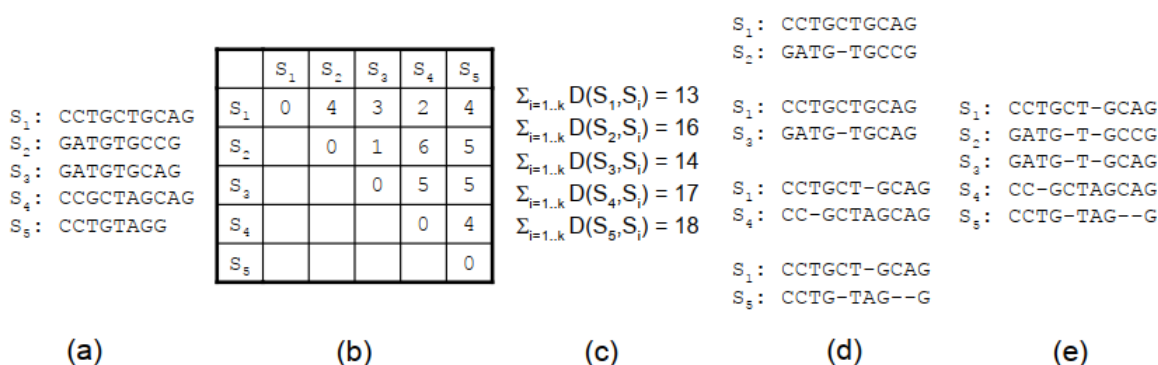 S₁: CCTGCTGCAG
S₂: GATGTGCCG
S₃: GATGTGCAG
S₄: CCGCTAGCAG
S₅: CCTGTAGG
(a)
S₁ S₂ S₃ S₄ S₅
S₁ 0 4 3 2 4
S₂ 0 1 6 5
S₃ 0 5 5
S₄ 0 4
S₅ 0
(b)
Σᵢ₌₁..ₖ D(S₁,Sᵢ) = 13
Σᵢ₌₁..ₖ D(S₂,Sᵢ) = 16
Σᵢ₌₁..ₖ D(S₃,Sᵢ) = 14
Σᵢ₌₁..ₖ D(S₄,Sᵢ) = 17
Σᵢ₌₁..ₖ D(S₅,Sᵢ) = 18
(c)
S₁: CCTGCTGCAG
S₂: GATG-TGCCG
S₁: CCTGCTGCAG
S₃: GATG-TGCAG
S₁: CCTGCT-GCAG
S₄: CC-GCTAGCAG
S₁: CCTGCT-GCAG
S₅: CCTG-TAG--G
(d)
S₁: CCTGCT-GCAG
S₂: GATG-T-GCCG
S₃: GATG-T-GCAG
S₄: CC-GCTAGCAG
S₅: CCTG-TAG--G
(e)